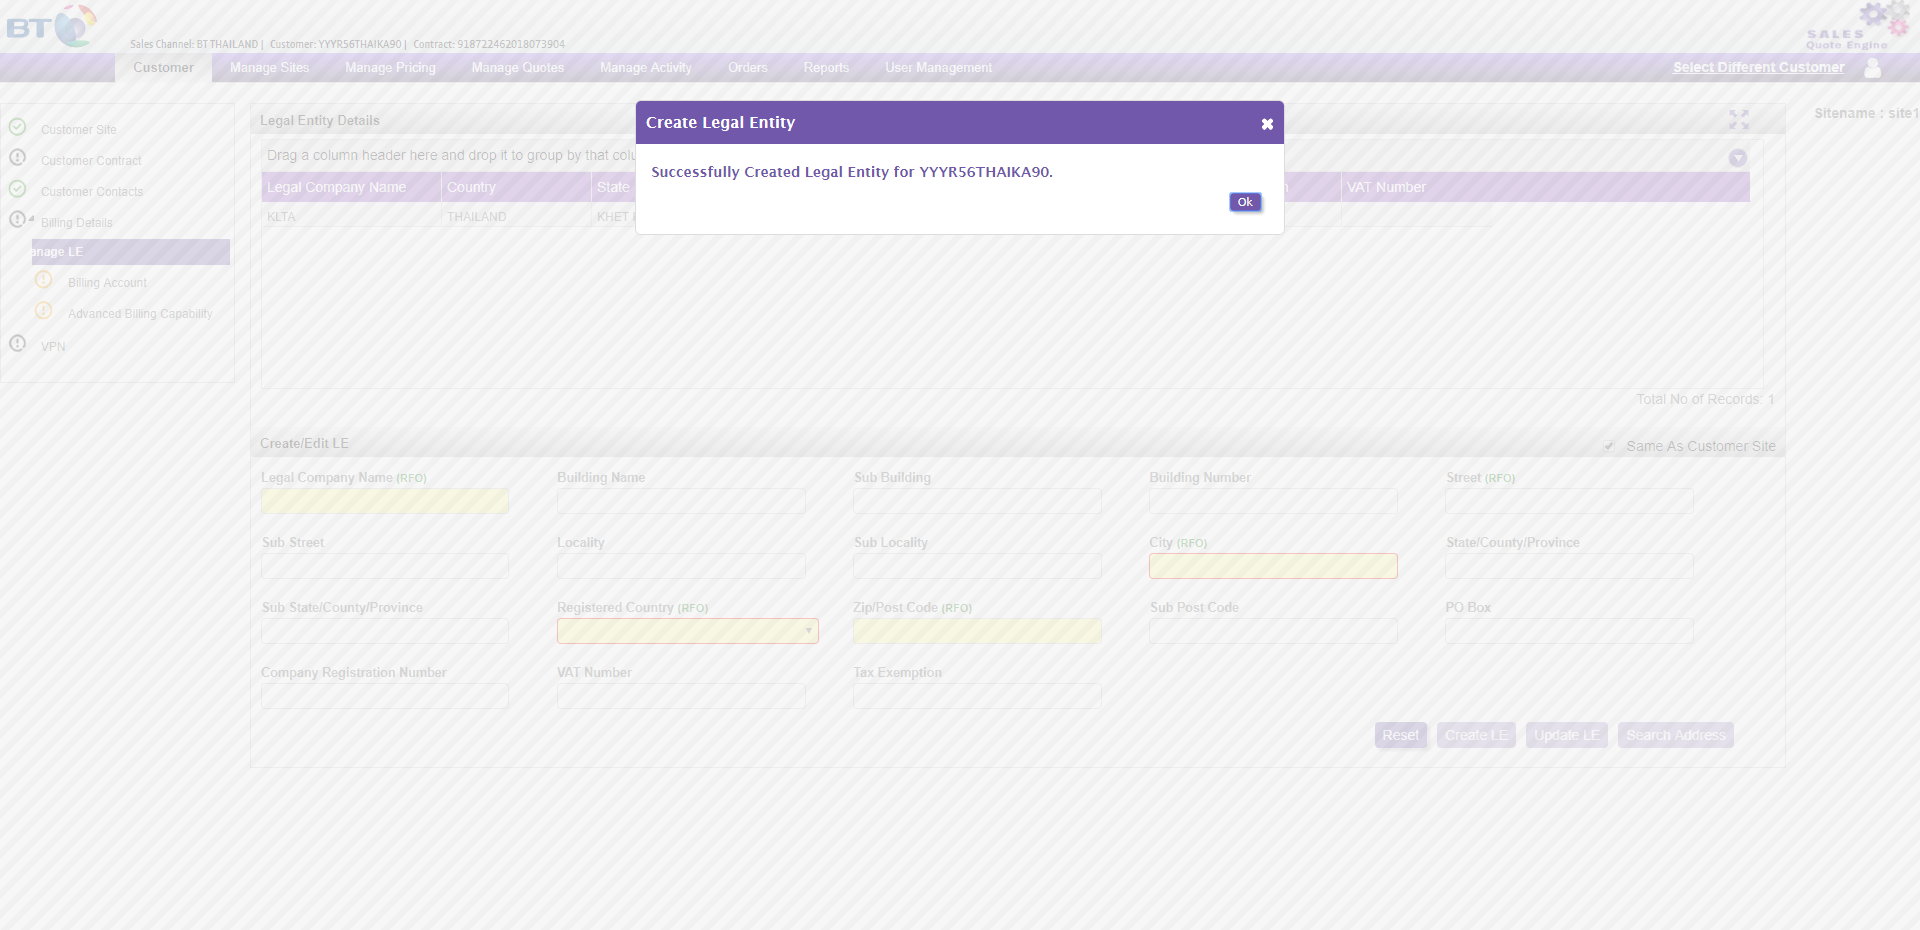 BT
Sales Channel: BT THAILAND | Customer: YYYR56THAIKA90 | Contract: 918722462018073904
SALES
Quote Engine
Customer Manage Sites Manage Pricing Manage Quotes Manage Activity Orders Reports User Management Select Different Customer
Customer Site
Customer Contract
Customer Contacts
Billing Details
anage LE
Billing Account
Advanced Billing Capability
VPN
Sitename : site1
Legal Entity Details
Drag a column header here and drop it to group by that colu
Legal Company Name Country State VAT Number
KLTA THAILAND KHET
Create Legal Entity
Successfully Created Legal Entity for YYYR56THAIKA90.
Ok
Total No of Records: 1
Create/Edit LE Same As Customer Site
Legal Company Name (RFO) Building Name Sub Building Building Number Street (RFO)
Sub Street Locality Sub Locality City (RFO) State/County/Province
Sub State/County/Province Registered Country (RFO) Zip/Post Code (RFO) Sub Post Code PO Box
Company Registration Number VAT Number Tax Exemption
Reset Create LE Update LE Search Address